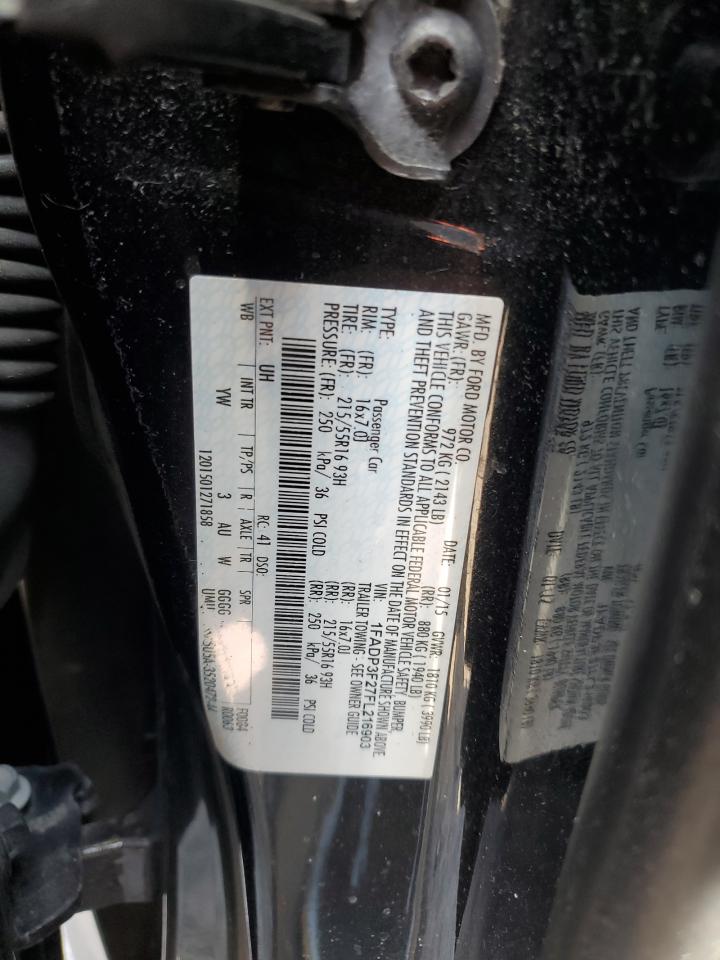 MFD. BY FORD MOTOR CO.
DATE: 01/15 GVWR: 1810 KG ( 3990 LB)
GAWR: (FR): 972 KG ( 2143 LB) (RR): 880 KG ( 1940 LB)
THIS VEHICLE CONFORMS TO ALL APPLICABLE FEDERAL MOTOR VEHICLE SAFETY, BUMPER,
AND THEFT PREVENTION STANDARDS IN EFFECT ON THE DATE OF MANUFACTURE SHOWN ABOVE
VIN: 1FADP3F27FL216903
TYPE: Passenger Car TRAILER TOWING - SEE OWNER GUIDE
RIM: (FR): 16x7.0J (RR): 16x7.0J
TIRE: (FR): 215/55R16 93H (RR): 215/55R16 93H
PRESSURE: (FR): 250 kPa/ 36 PSI COLD (RR): 250 kPa/ 36 PSI COLD
EXT PNT: UH RC: 41 DSO: F00G4
WB INT TR TP/PS R AXLE TR SPR
YW 3 AU W GGGG
1201501271858